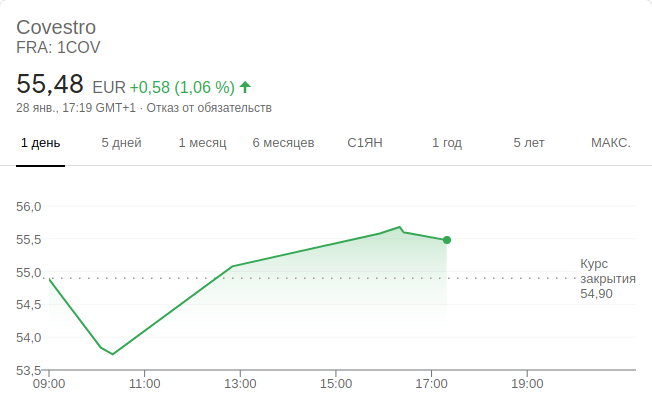 Covestro
FRA: 1COV
55,48 EUR +0,58 (1,06 %)
28 янв., 17:19 GMT+1 · Отказ от обязательств
1 день 5 дней 1 месяц 6 месяцев С1ЯН 1 год 5 лет МАКС.
56,0
55,5
Курс
55,0
закрытия
54,90
54,5
54,0
53,5
09:00 11:00 13:00 15:00 17:00 19:00